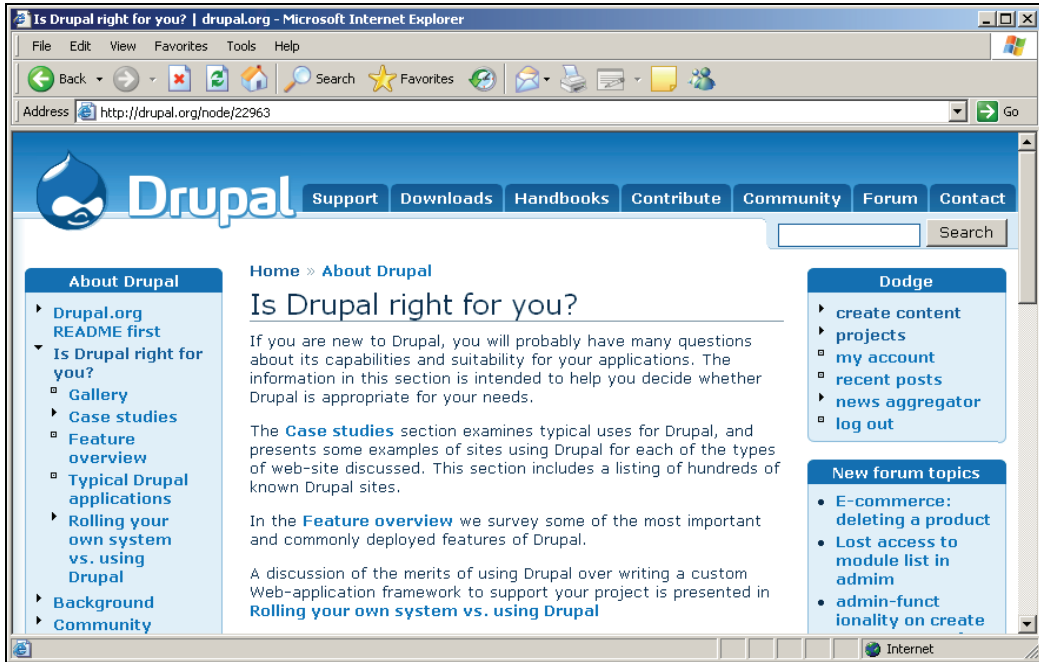 Is Drupal right for you? | drupal.org - Microsoft Internet Explorer
File Edit View Favorites Tools Help
Back Search Favorites
Address http://drupal.org/node/22963 Go
Drupal
Support Downloads Handbooks Contribute Community Forum Contact
Search
About Drupal
Drupal.org
README first
Is Drupal right for
you?
Gallery
Case studies
Feature
overview
Typical Drupal
applications
Rolling your
own system
vs. using
Drupal
Background
Community
Home » About Drupal
Is Drupal right for you?
If you are new to Drupal, you will probably have many questions
about its capabilities and suitability for your applications. The
information in this section is intended to help you decide whether
Drupal is appropriate for your needs.
The Case studies section examines typical uses for Drupal, and
presents some examples of sites using Drupal for each of the types
of web-site discussed. This section includes a listing of hundreds of
known Drupal sites.
In the Feature overview we survey some of the most important
and commonly deployed features of Drupal.
A discussion of the merits of using Drupal over writing a custom
Web-application framework to support your project is presented in
Rolling your own system vs. using Drupal
Dodge
create content
projects
my account
recent posts
news aggregator
log out
New forum topics
E-commerce:
deleting a product
Lost access to
module list in
admim
admin-funct
ionality on create
Internet